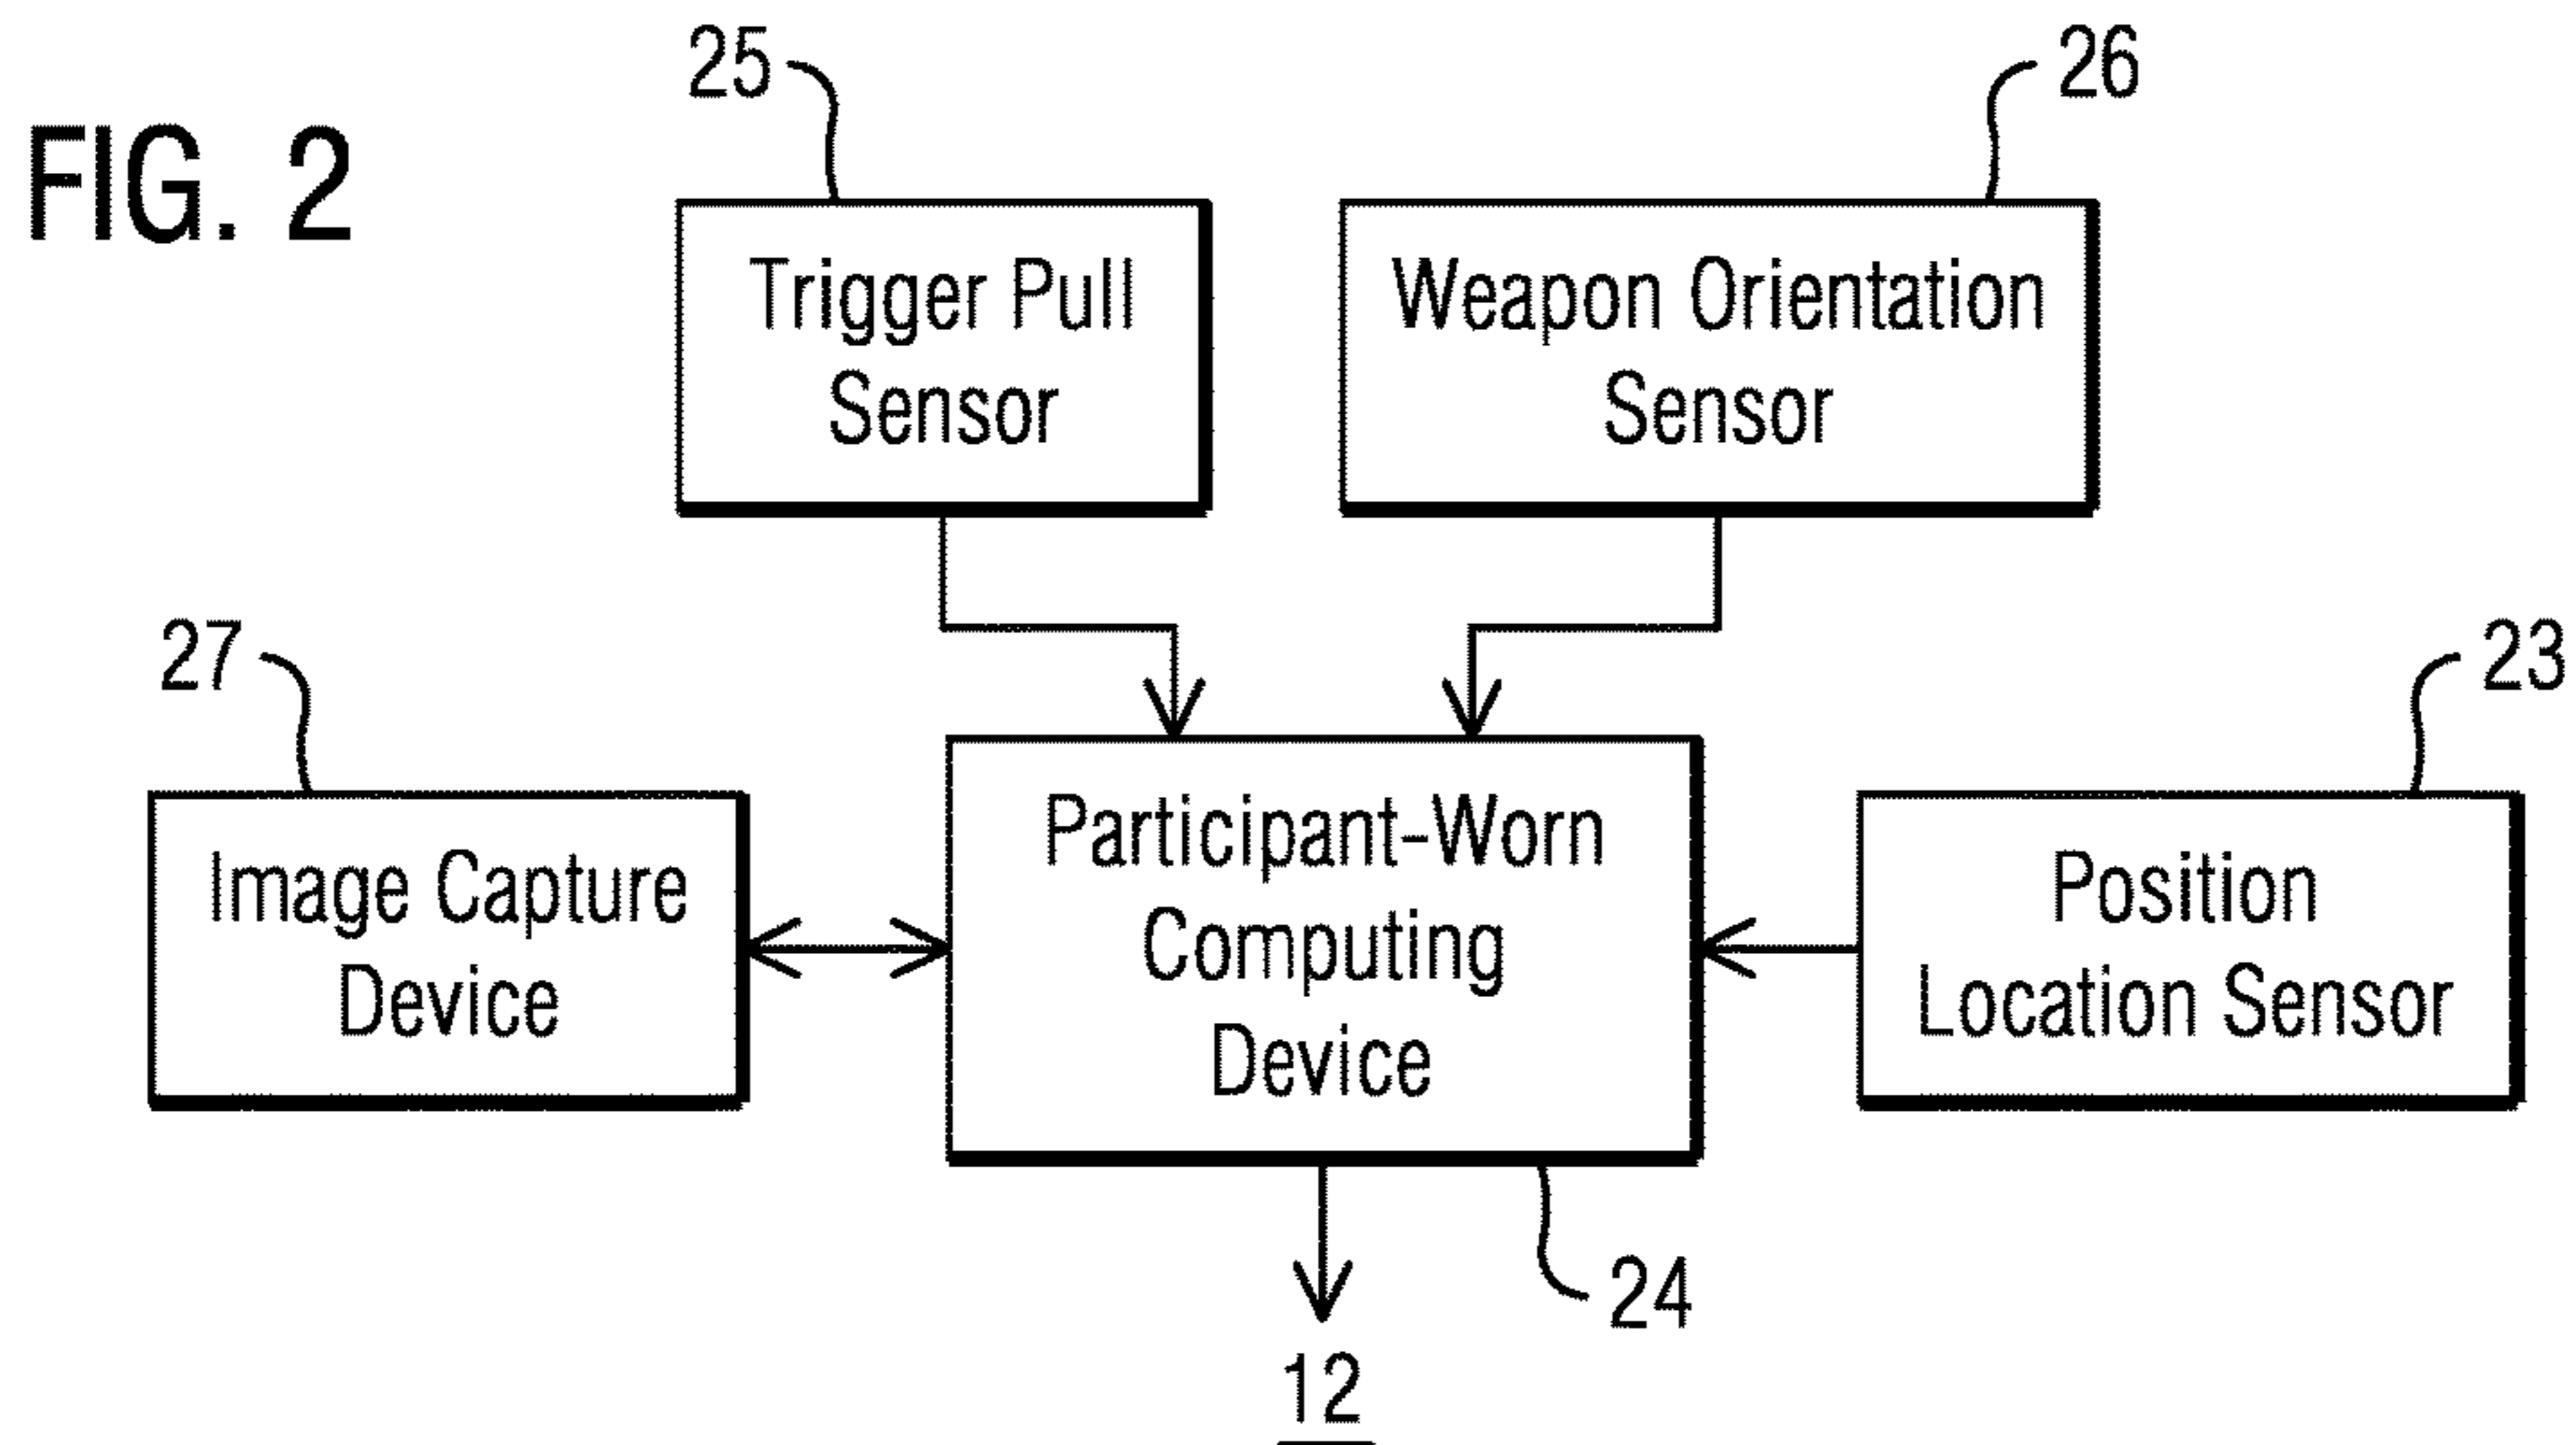 25
26
FIG. 2
Trigger Pull
Sensor
Weapon Orientation
Sensor
27
23
Image Capture
Device
Participant-Worn
Computing
Device
Position
Location Sensor
24
12